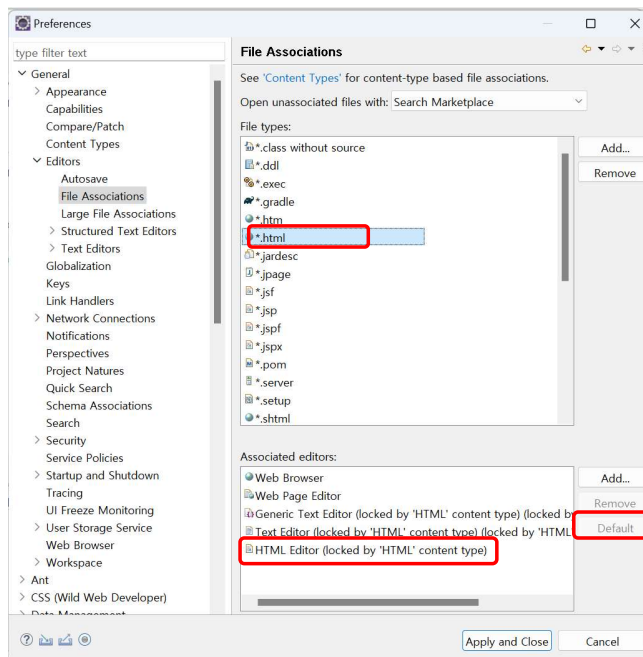 Preferences
type filter text
General
Appearance
Capabilities
Compare/Patch
Content Types
Editors
Autosave
File Associations
Large File Associations
Structured Text Editors
Text Editors
Globalization
Keys
Link Handlers
Network Connections
Notifications
Perspectives
Project Natures
Quick Search
Schema Associations
Search
Security
Service Policies
Startup and Shutdown
Tracing
UI Freeze Monitoring
User Storage Service
Web Browser
Workspace
Ant
CSS (Wild Web Developer)
Data Management
File Associations
See 'Content Types' for content-type based file associations.
Open unassociated files with: Search Marketplace
File types:
*.class without source
*.ddl
*.exec
*.gradle
*.htm
*.html
*.jardesc
*.jpage
*.jsf
*.jsp
*.jspf
*.jspx
*.pom
*.server
*.setup
*.shtml
Add...
Remove
Associated editors:
Web Browser
Web Page Editor
Generic Text Editor (locked by 'HTML' content type) (locked by
Text Editor (locked by 'HTML' content type) (locked by 'HTML
HTML Editor (locked by 'HTML' content type)
Add...
Remove
Default
Apply and Close
Cancel